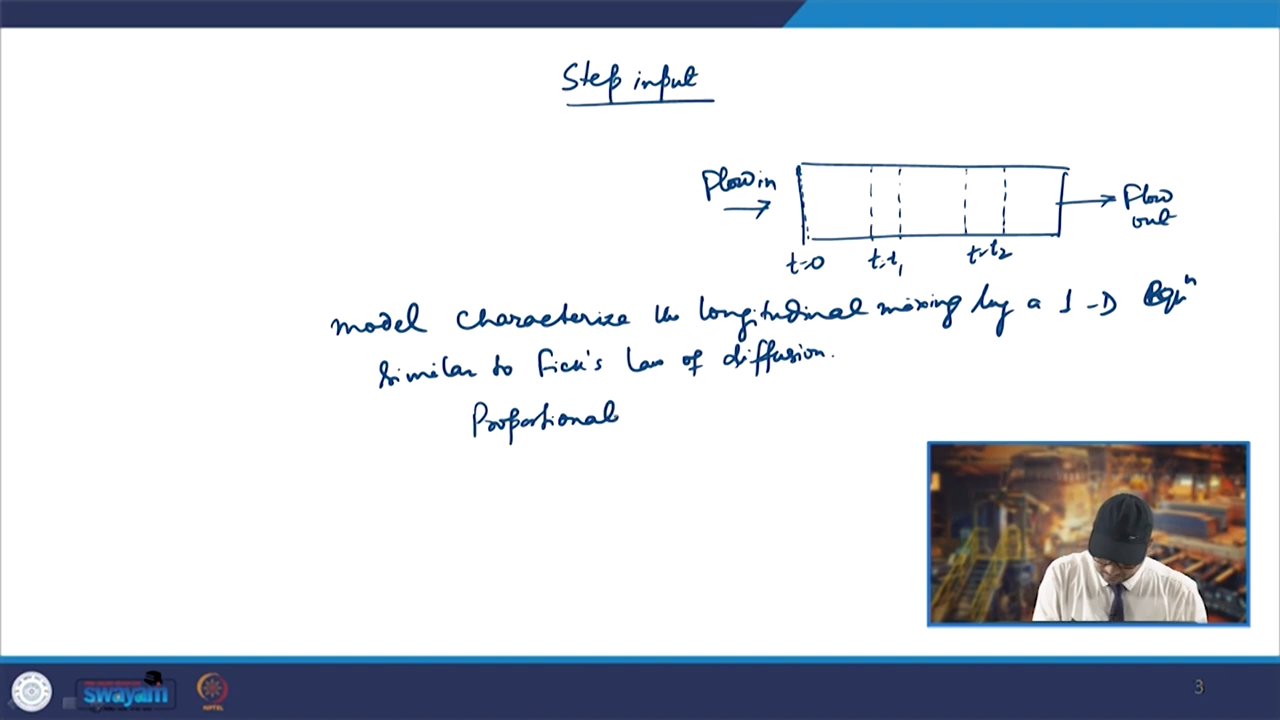 Step input
Flow in
Flow
out
t=0
t=t1
t=t2
model characterize the longitudinal mixing by a 1-D Equn
Similar to Fick's Law of diffusion.
Proportional
swayam
3